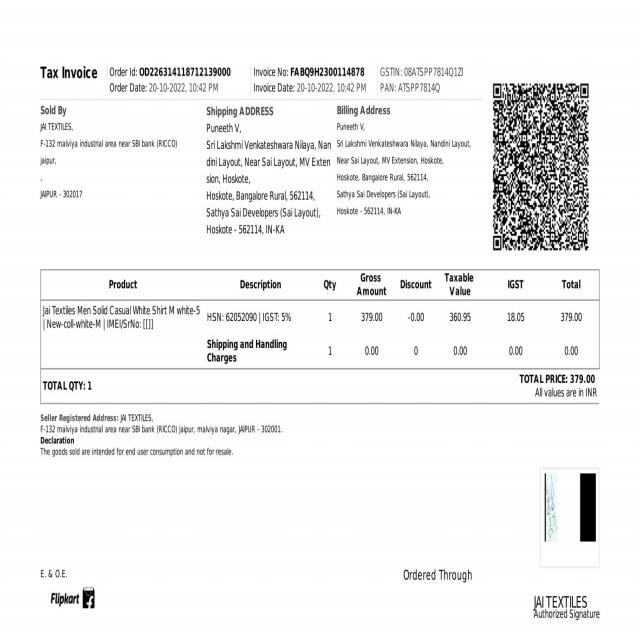 Tax Invoice
Order Id: OD226314118712139000
Order Date: 20-10-2022, 10:42 PM
Invoice No: FABQ9H2300114878
Invoice Date: 20-10-2022, 10:42 PM
GSTIN: 08ATSPP7814Q1ZI
PAN: ATSPP7814Q
Sold By
JAI TEXTILES,
F-132 malviya industrial area near SBI bank (RICCO)
jaipur,
,
JAIPUR - 302017
Shipping ADDRESS
Puneeth V,
Sri Lakshmi Venkateshwara Nilaya, Nan
dini Layout, Near Sai Layout, MV Exten
sion, Hoskote,
Hoskote, Bangalore Rural, 562114,
Sathya Sai Developers (Sai Layout),
Hoskote - 562114, IN-KA
Billing Address
Puneeth V,
Sri Lakshmi Venkateshwara Nilaya, Nandini Layout,
Near Sai Layout, MV Extension, Hoskote,
Hoskote, Bangalore Rural, 562114,
Sathya Sai Developers (Sai Layout),
Hoskote - 562114, IN-KA
Product Description Qty Gross Amount Discount Taxable Value IGST Total
Jai Textiles Men Solid Casual White Shirt M white-5
| New-coll-white-M | IMEI/SrNo: [[]]
HSN: 62052090 | IGST: 5% 1 379.00 -0.00 360.95 18.05 379.00
Shipping and Handling
Charges
1 0.00 0 0.00 0.00 0.00
TOTAL QTY: 1
TOTAL PRICE: 379.00
All values are in INR
Seller Registered Address: JAI TEXTILES,
F-132 malviya industrial area near SBI bank (RICCO) jaipur, malviya nagar, JAIPUR - 302001.
Declaration
The goods sold are intended for end user consumption and not for resale.
E. & O.E.
Ordered Through
Flipkart
JAI TEXTILES
Authorized Signature